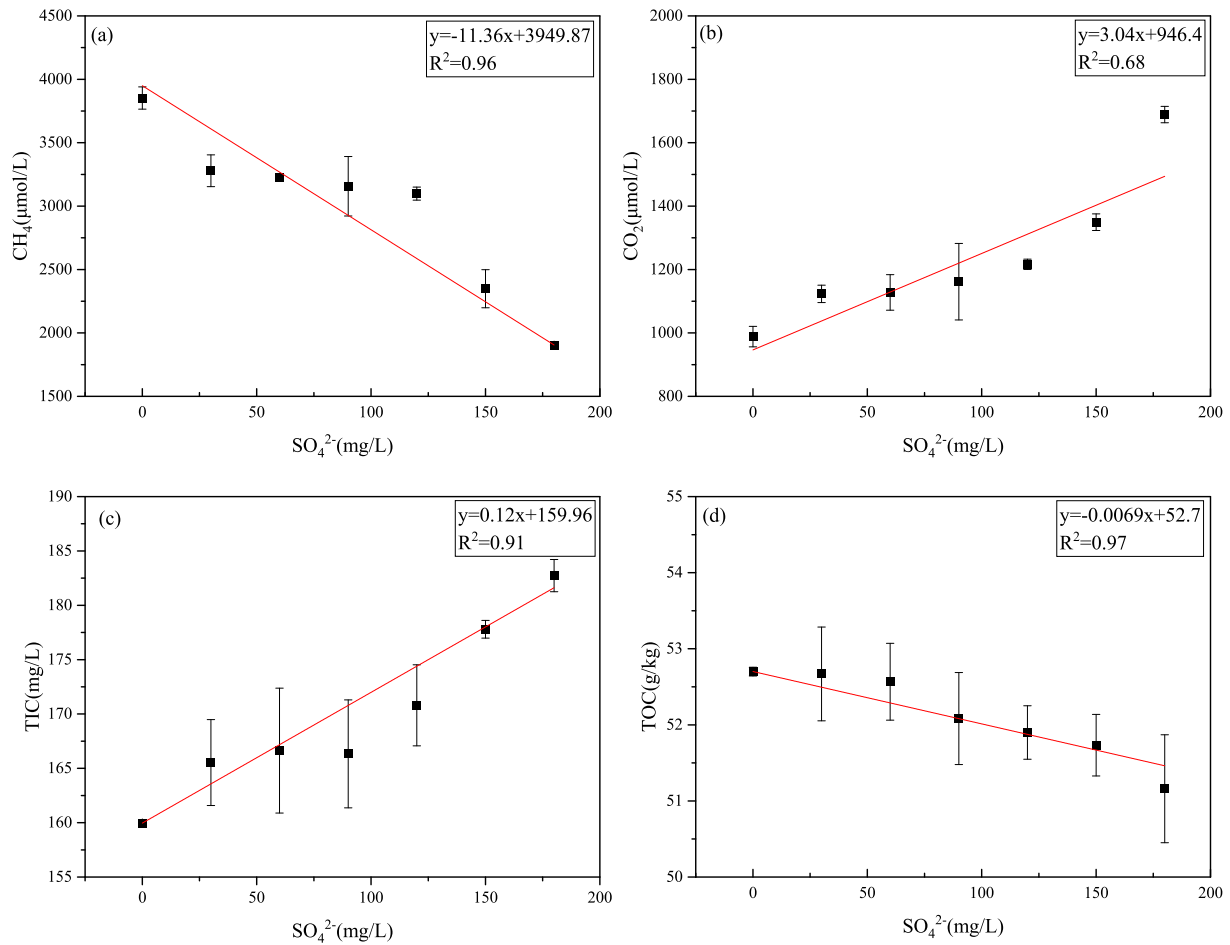 (a)
y=-11.36x+3949.87
R²=0.96
4500
4000
3500
3000
2500
2000
1500
CH₄(μmol/L)
0
50
100
150
200
SO₄²⁻(mg/L)
(b)
y=3.04x+946.4
R²=0.68
2000
1800
1600
1400
1200
1000
800
CO₂(μmol/L)
0
50
100
150
200
SO₄²⁻(mg/L)
(c)
y=0.12x+159.96
R²=0.91
190
185
180
175
170
165
160
155
TIC(mg/L)
0
50
100
150
200
SO₄²⁻(mg/L)
(d)
y=-0.0069x+52.7
R²=0.97
55
54
53
52
51
50
TOC(g/kg)
0
50
100
150
200
SO₄²⁻(mg/L)